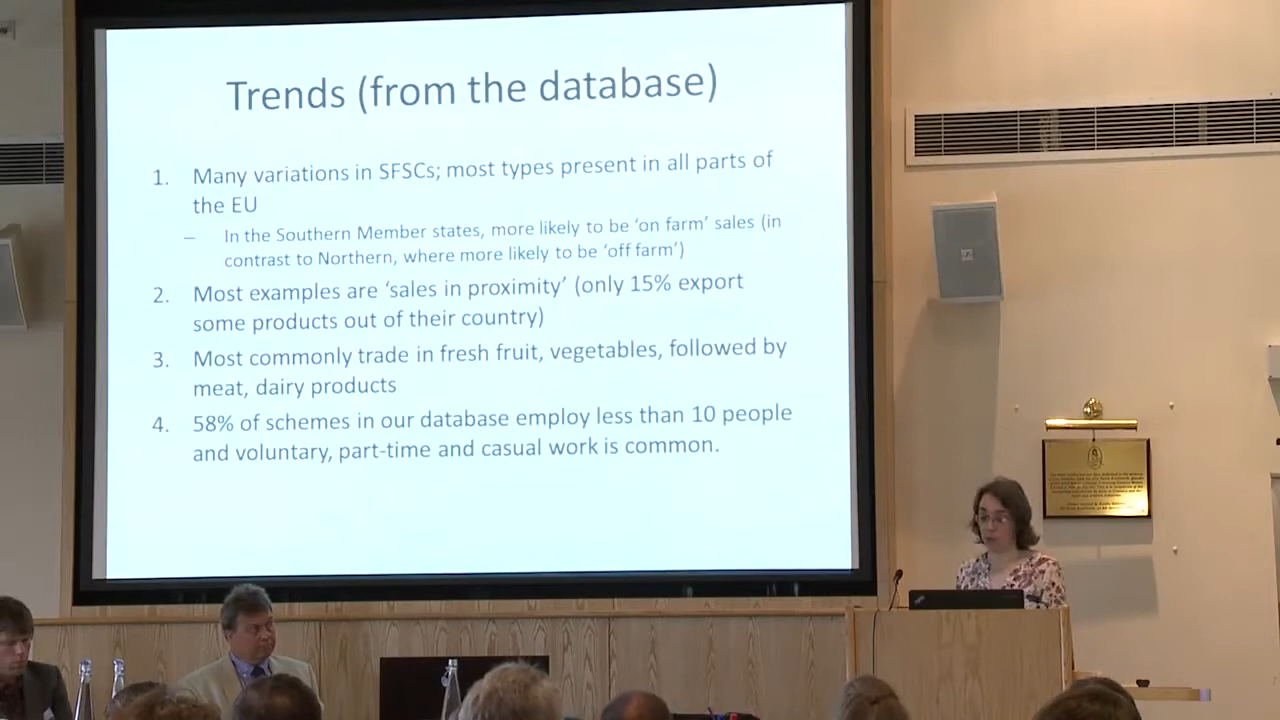 Trends (from the database)
1. Many variations in SFSCs; most types present in all parts of
the EU
– In the Southern Member states, more likely to be ‘on farm’ sales (in
contrast to Northern, where more likely to be ‘off farm’)
2. Most examples are ‘sales in proximity’ (only 15% export
some products out of their country)
3. Most commonly trade in fresh fruit, vegetables, followed by
meat, dairy products
4. 58% of schemes in our database employ less than 10 people
and voluntary, part-time and casual work is common.